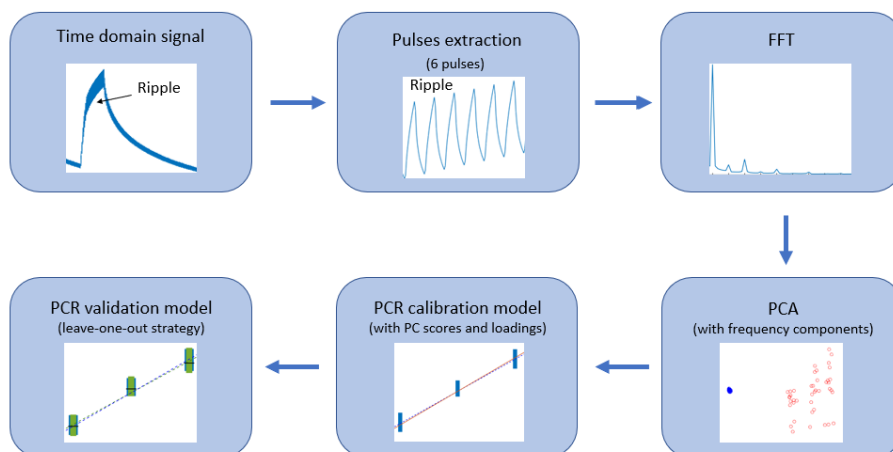 Time domain signal
Ripple
Pulses extraction
(6 pulses)
Ripple
FFT
PCR validation model
(leave-one-out strategy)
PCR calibration model
(with PC scores and loadings)
PCA
(with frequency components)